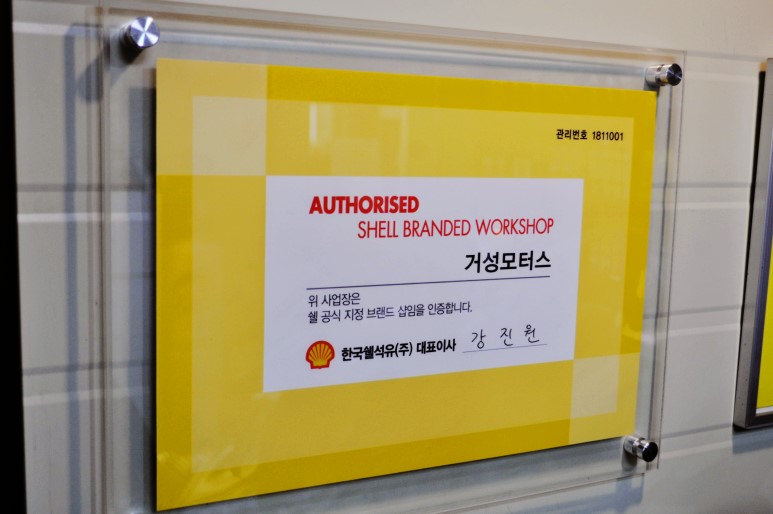 관리번호 1811001
AUTHORISED
SHELL BRANDED WORKSHOP
거성모터스
위 사업장은
쉘 공식 지정 브랜드 샵임을 인증합니다.
한국쉘석유(주) 대표이사 강진원